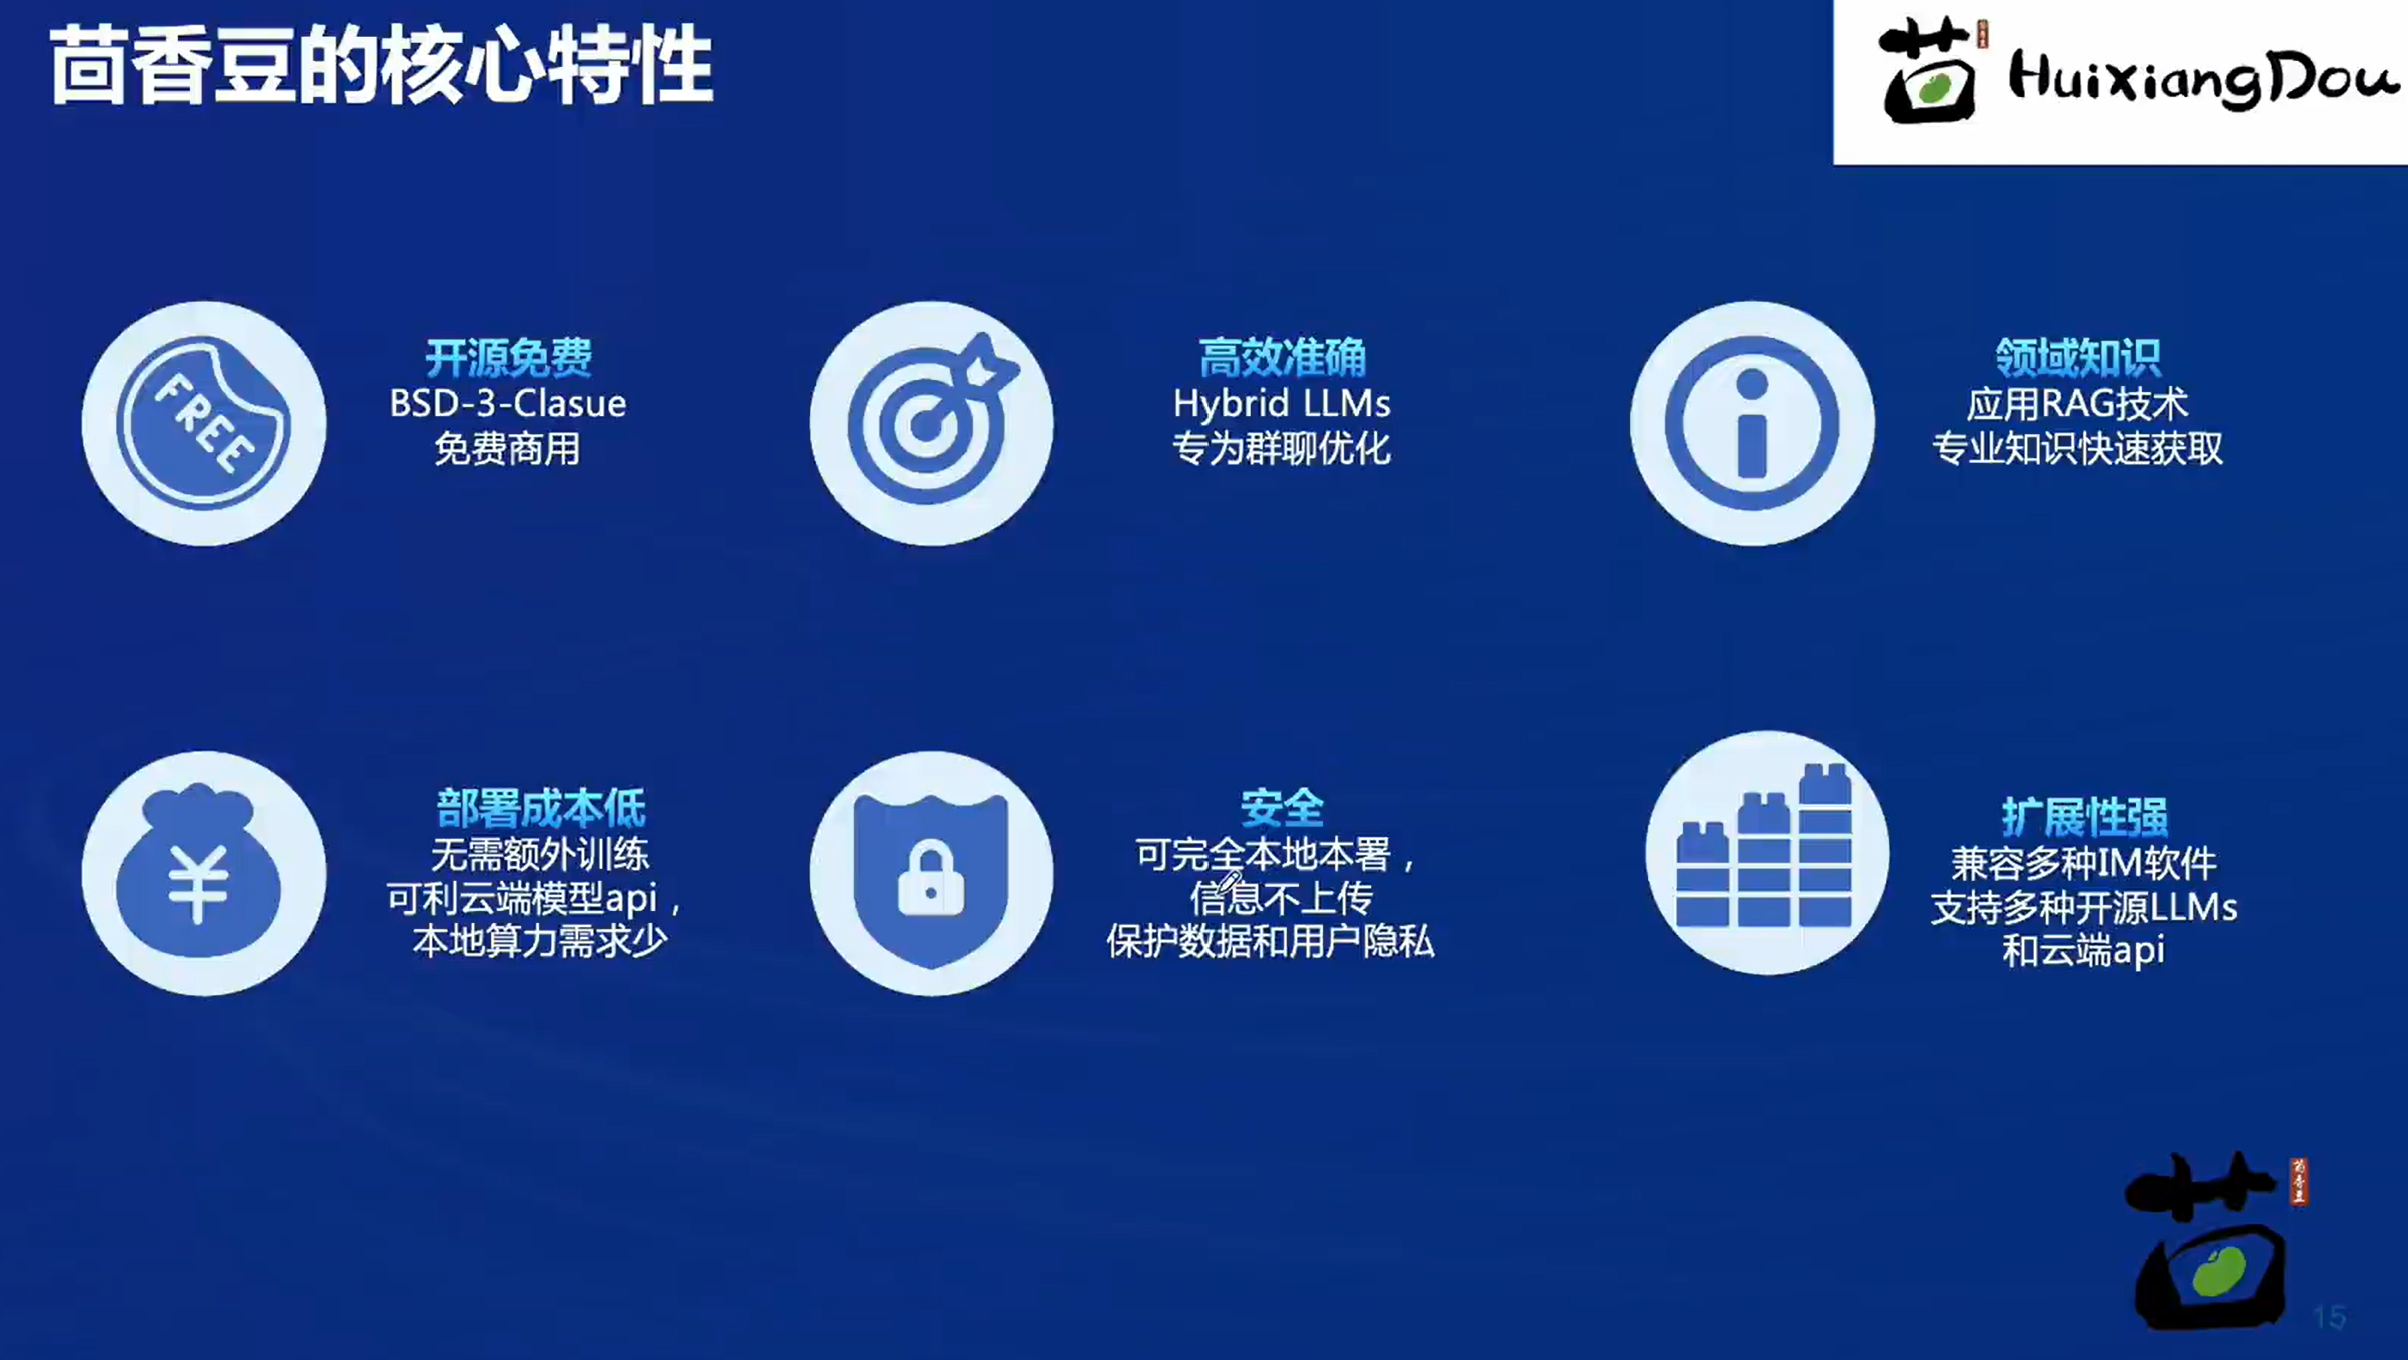 茴香豆的核心特性
茴香豆
HuiXiangDou
FREE
开源免费
BSD-3-Clasue
免费商用
高效准确
Hybrid LLMs
专为群聊优化
领域知识
应用RAG技术
专业知识快速获取
¥
部署成本低
无需额外训练
可利云端模型api，
本地算力需求少
安全
可完全本地本署，
信息不上传
保护数据和用户隐私
扩展性强
兼容多种IM软件
支持多种开源LLMs
和云端api
茴香豆
15